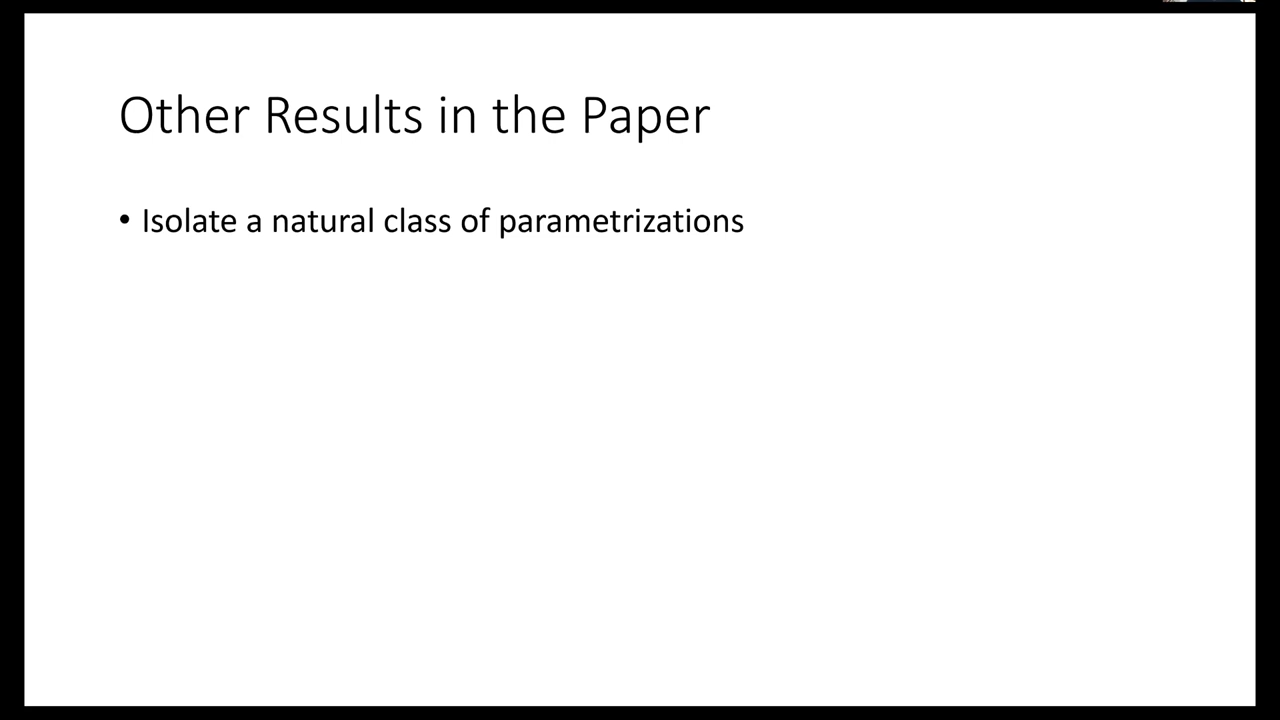 Other Results in the Paper
• Isolate a natural class of parametrizations